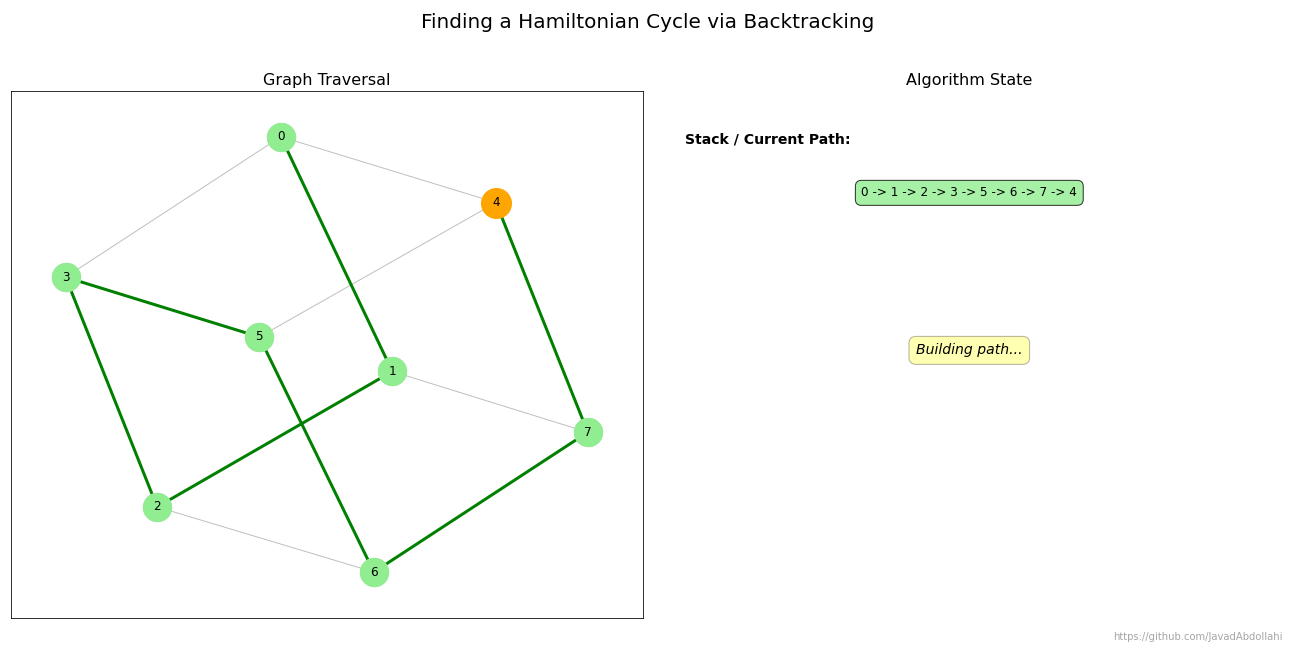 Finding a Hamiltonian Cycle via Backtracking
Graph Traversal
0
4
3
5
1
7
2
6
Algorithm State
Stack / Current Path:
0 -> 1 -> 2 -> 3 -> 5 -> 6 -> 7 -> 4
Building path...
https://github.com/JavadAbdollahi